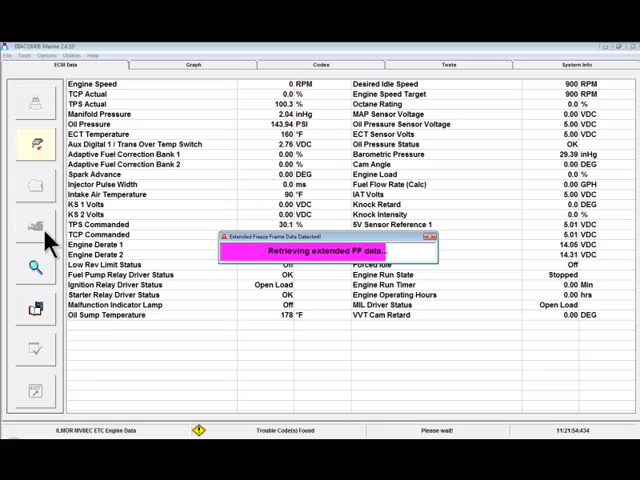 DIACOM® Marine 2.4.10
File Tools Options Utilities Help
ECM Data Graph Codes Tests System Info
Engine Speed 0 RPM Desired Idle Speed 900 RPM
TCP Actual 0.0 % Engine Speed Target 900 RPM
TPS Actual 100.3 % Octane Rating 0.0 %
Manifold Pressure 2.04 inHg MAP Sensor Voltage 0.00 VDC
Oil Pressure 143.94 PSI Oil Pressure Sensor Voltage 5.00 VDC
ECT Temperature 160 °F ECT Sensor Volts 5.00 VDC
Aux Digital 1 / Trans Over Temp Switch 2.76 VDC Oil Pressure Status OK
Adaptive Fuel Correction Bank 1 0.00 % Barometric Pressure 29.39 inHg
Adaptive Fuel Correction Bank 2 0.00 % Engine Load 0.00 %
Spark Advance 0.00 DEG Engine Coils Off
Injector Pulse Width 0.0 ms Fuel Flow Rate (Calc) 0.00 GPH
Intake Air Temperature 90 °F IAT Volts 5.00 VDC
KS 1 Volts 0.00 % Knock Retard 0.00 %
KS 2 Volts 0.00 % Knock Intensity 0.0 %
TPS Commanded 30.1 % 5V Sensor Reference 1 5.01 VDC
TCP Commanded 5.01 VDC
Extended Freeze Frame Data Detected!
Engine Derate 1 14.05 VDC
Retrieving extended FF data...
Engine Derate 2 14.31 VDC
Low Rev Limit Status Off Forced Idle Off
Fuel Pump Relay Driver Status OK Engine Run State Stopped
Ignition Relay Driver Status Open Load Engine Run Timer 0.00 Min
Starter Relay Driver Status OK Engine Operating Hours 0.00 hrs
Malfunction Indicator Lamp Off MIL Driver Status Open Load
Oil Sump Temperature 178 °F VVT Cam Retard 0.00 DEG
ILMOR MV8EC ETC Engine Data Trouble Code(s) Found Please wait! 11:21:54:434